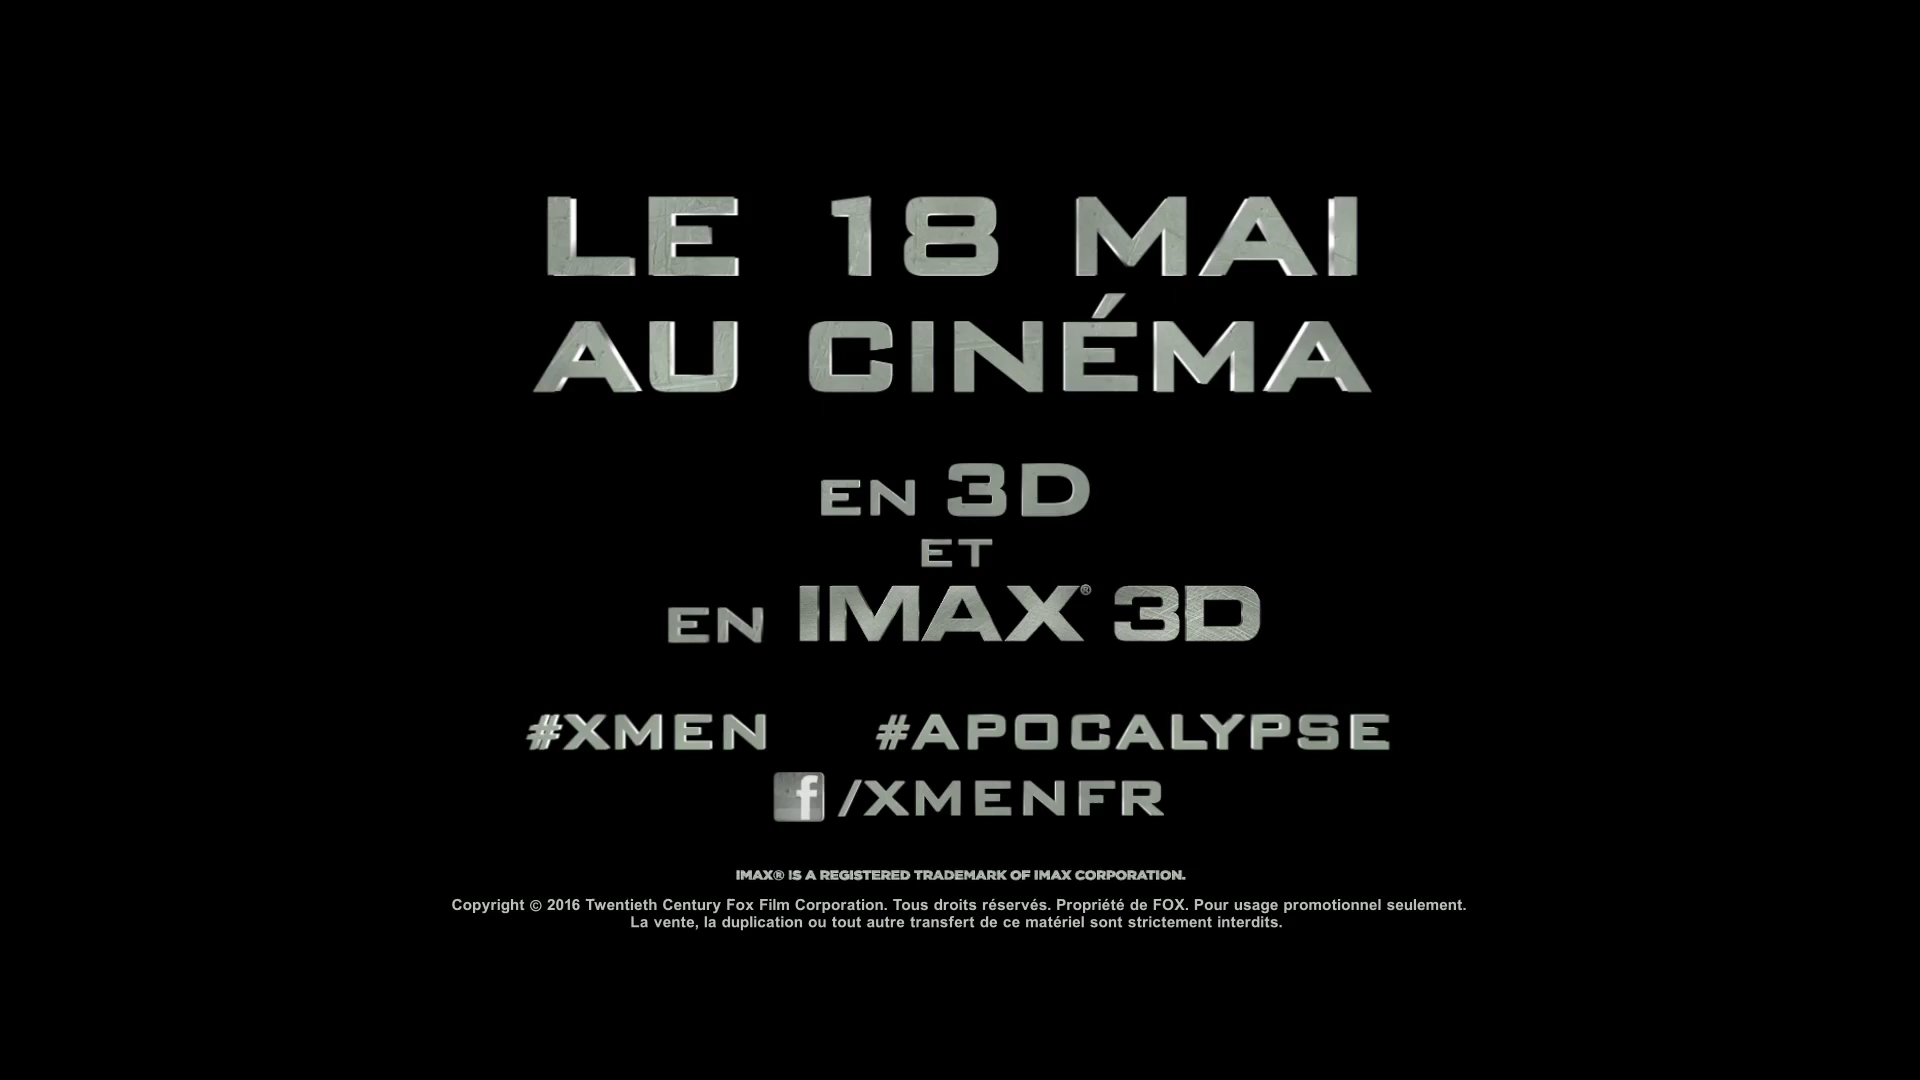 LE 18 MAI
AU CINÉMA
EN 3D
ET
EN IMAX® 3D
#XMEN #APOCALYPSE
f /XMENFR
IMAX® IS A REGISTERED TRADEMARK OF IMAX CORPORATION.
Copyright © 2016 Twentieth Century Fox Film Corporation. Tous droits réservés. Propriété de FOX. Pour usage promotionnel seulement.
La vente, la duplication ou tout autre transfert de ce matériel sont strictement interdits.